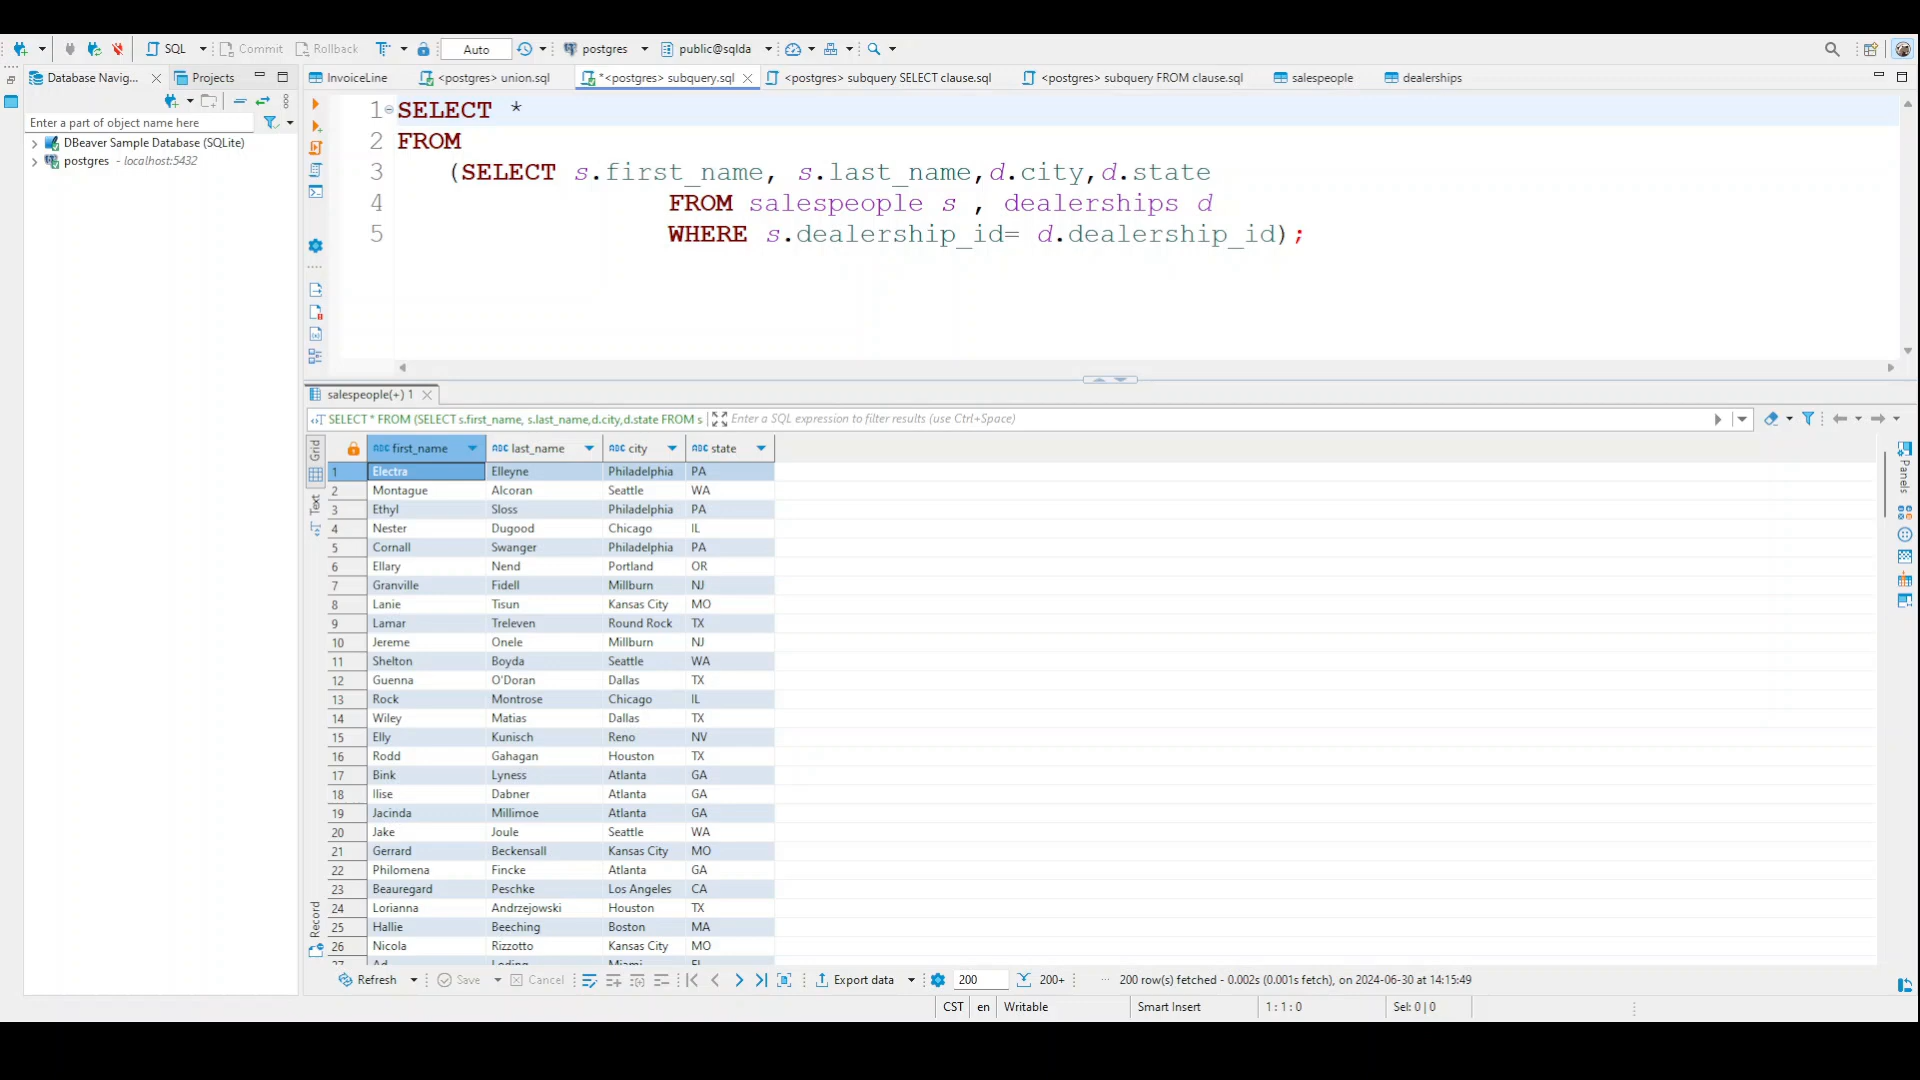 SQL Commit Rollback Auto postgres public@sqlda
Database Navig... Projects InvoiceLine <postgres> union.sql *<postgres> subquery.sql <postgres> subquery SELECT clause.sql <postgres> subquery FROM clause.sql salespeople dealerships
Enter a part of object name here
DBeaver Sample Database (SQLite)
postgres - localhost:5432
1 SELECT *
2 FROM
3 (SELECT s.first_name, s.last_name,d.city,d.state
4 FROM salespeople s , dealerships d
5 WHERE s.dealership_id= d.dealership_id);
salespeople(+) 1
SELECT * FROM (SELECT s.first_name, s.last_name,d.city,d.state FROM s Enter a SQL expression to filter results (use Ctrl+Space)
Grid
Text
Record
Panels
ABC first_name ABC last_name ABC city ABC state
1 Electra Elleyne Philadelphia PA
2 Montague Alcoran Seattle WA
3 Ethyl Sloss Philadelphia PA
4 Nester Dugood Chicago IL
5 Cornall Swanger Philadelphia PA
6 Ellary Nend Portland OR
7 Granville Fidell Millburn NJ
8 Lanie Tisun Kansas City MO
9 Lamar Treleven Round Rock TX
10 Jereme Onele Millburn NJ
11 Shelton Boyda Seattle WA
12 Guenna O'Doran Dallas TX
13 Rock Montrose Chicago IL
14 Wiley Matias Dallas TX
15 Elly Kunisch Reno NV
16 Rodd Gahagan Houston TX
17 Bink Lyness Atlanta GA
18 Ilise Dabner Atlanta GA
19 Jacinda Millimoe Atlanta GA
20 Jake Joule Seattle WA
21 Gerrard Beckensall Kansas City MO
22 Philomena Fincke Atlanta GA
23 Beauregard Peschke Los Angeles CA
24 Lorianna Andrzejowski Houston TX
25 Hallie Beeching Boston MA
26 Nicola Rizzotto Kansas City MO
Refresh Save Cancel Export data 200 200+ ... 200 row(s) fetched - 0.002s (0.001s fetch), on 2024-06-30 at 14:15:49
CST en Writable Smart Insert 1 : 1 : 0 Sel: 0 | 0